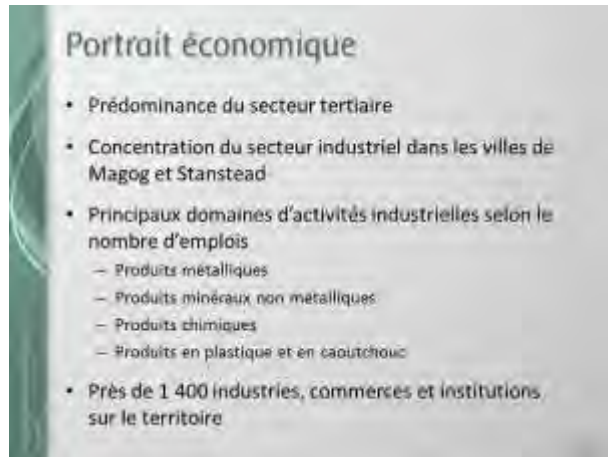 Portrait économique
• Prédominance du secteur tertiaire
• Concentration du secteur industriel dans les villes de
Magog et Stanstead
• Principaux domaines d'activités industrielles selon le
nombre d'emplois
– Produits métalliques
– Produits minéraux non métalliques
– Produits chimiques
– Produits en plastique et en caoutchouc
• Près de 1 400 industries, commerces et institutions
sur le territoire